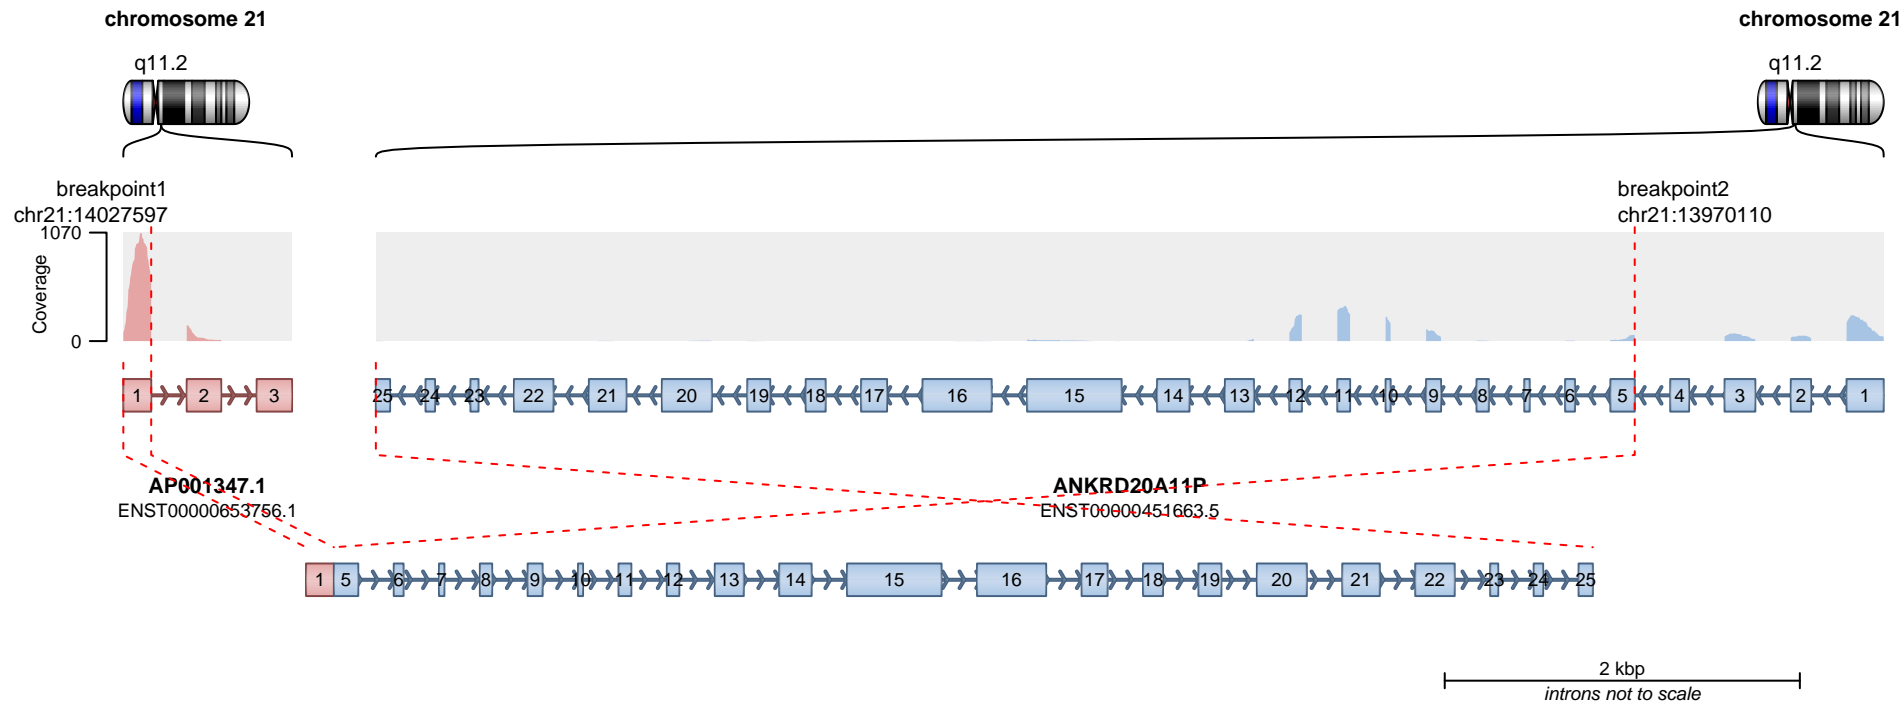 chromosome 21
chromosome 21
q11.2
q11.2
breakpoint1
chr21:14027597
breakpoint2
chr21:13970110
1070
Coverage
0
1 2 3
25 24 23 22 21 20 19 18 17 16 15 14 13 12 11 10 9 8 7 6 5 4 3 2 1
AP001347.1
ENST00000653756.1
ANKRD20A11P
ENST00000451663.5
1 5 6 7 8 9 10 11 12 13 14 15 16 17 18 19 20 21 22 23 24 25
2 kbp
introns not to scale